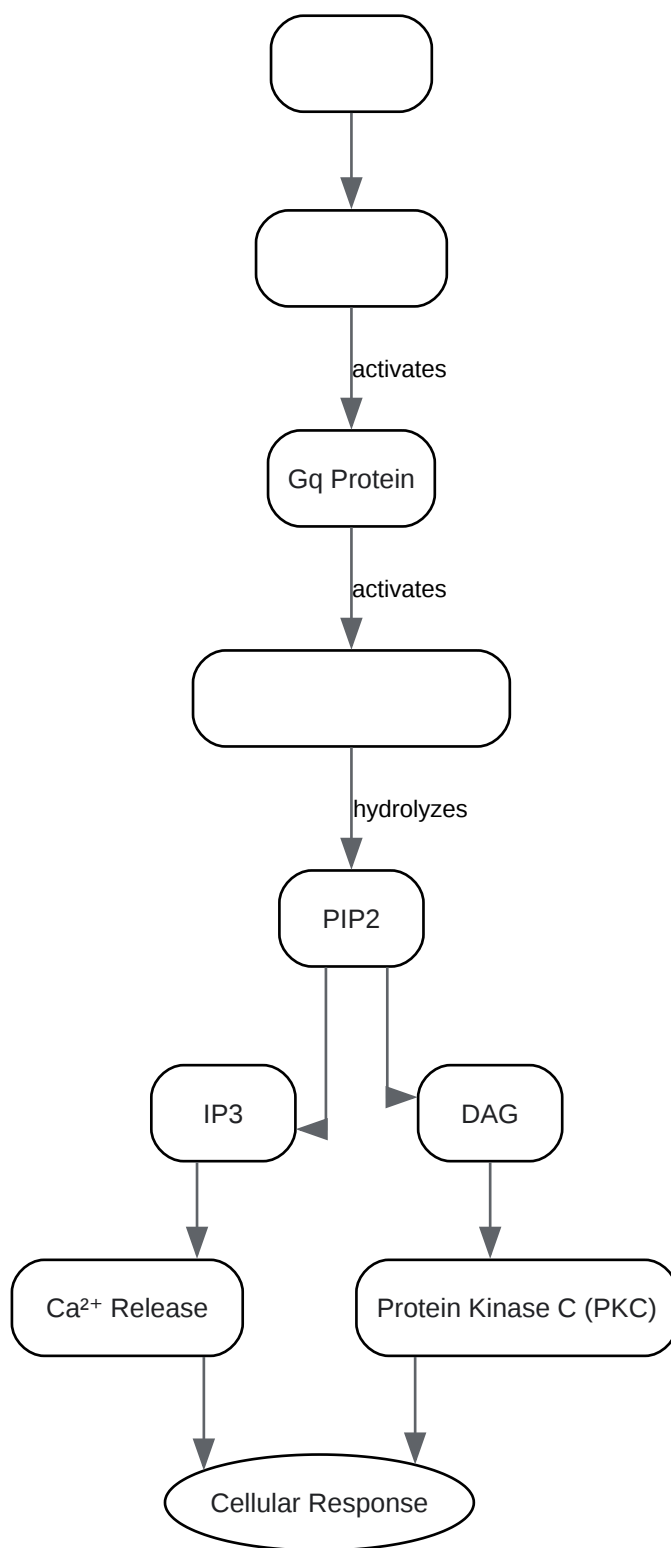 activates
Gq Protein
activates
hydrolyzes
PIP2
IP3
DAG
Ca²⁺ Release
Protein Kinase C (PKC)
Cellular Response